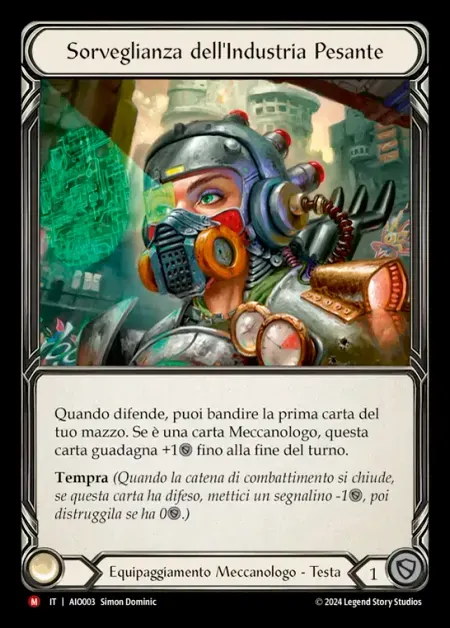 Sorveglianza dell'Industria Pesante
Quando difende, puoi bandire la prima carta del
tuo mazzo. Se è una carta Meccanologo, questa
carta guadagna +1 fino alla fine del turno.
Tempra (Quando la catena di combattimento si chiude,
se questa carta ha difeso, mettici un segnalino -1, poi
distruggila se ha 0.)
Equipaggiamento Meccanologo - Testa
1
M IT | AIO003 Simon Dominic
© 2024 Legend Story Studios